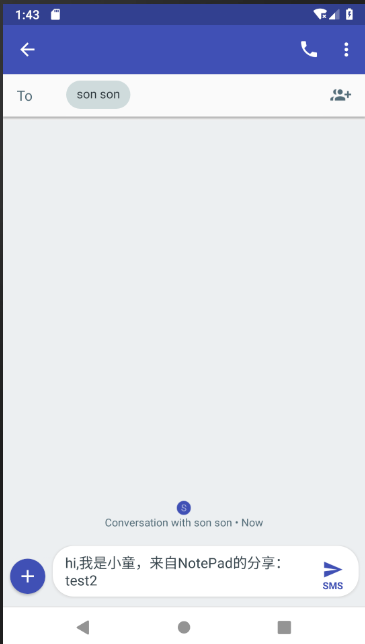 1:43
To
son son
S
Conversation with son son • Now
hi,我是小童，来自NotePad的分享：
test2
SMS